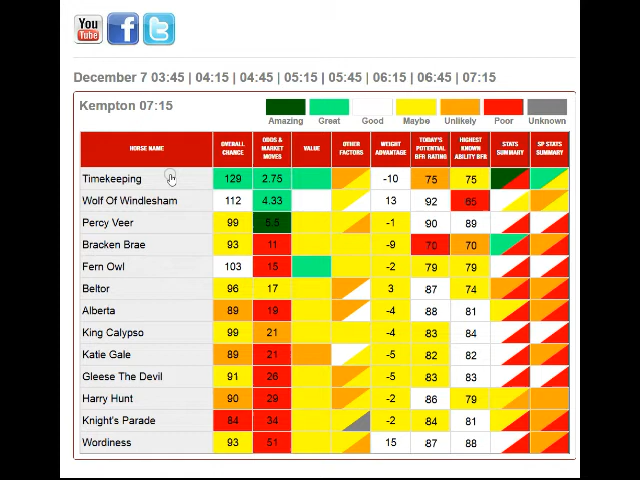 You
Tube
December 7 03:45 | 04:15 | 04:45 | 05:15 | 05:45 | 06:15 | 06:45 | 07:15
Kempton 07:15
Amazing Great Good Maybe Unlikely Poor Unknown
HORSE NAME OVERALL CHANCE ODDS & MARKET MOVES VALUE OTHER FACTORS WEIGHT ADVANTAGE TODAY'S POTENTIAL BFR RATING HIGHEST KNOWN ABILITY BFR STATS SUMMARY SP STATS SUMMARY
Timekeeping 129 2.75 -10 75 75
Wolf Of Windlesham 112 4.33 13 92 85
Percy Veer 99 5.5 -1 90 89
Bracken Brae 93 11 -9 70 70
Fern Owl 103 15 -2 79 79
Beltor 96 17 3 87 74
Alberta 89 19 -4 88 81
King Calypso 99 21 -4 83 84
Katie Gale 89 21 -5 82 82
Gleese The Devil 91 26 -5 83 83
Harry Hunt 90 29 -2 86 79
Knight's Parade 84 34 -2 84 81
Wordiness 93 51 15 87 88